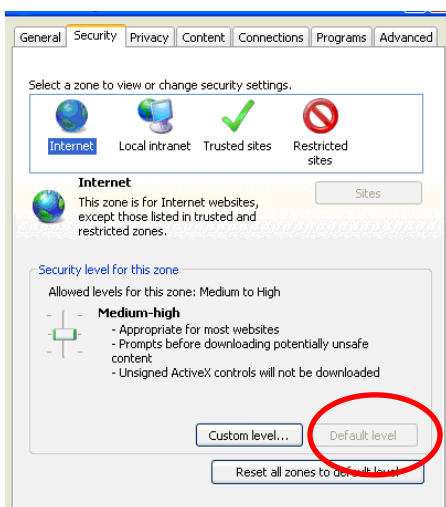 General Security Privacy Content Connections Programs Advanced
Select a zone to view or change security settings.
Internet Local intranet Trusted sites Restricted
sites
Internet
Sites
This zone is for Internet websites,
except those listed in trusted and
restricted zones.
Security level for this zone
Allowed levels for this zone: Medium to High
Medium-high
- Appropriate for most websites
- Prompts before downloading potentially unsafe
content
- Unsigned ActiveX controls will not be downloaded
Custom level... Default level
Reset all zones to default level